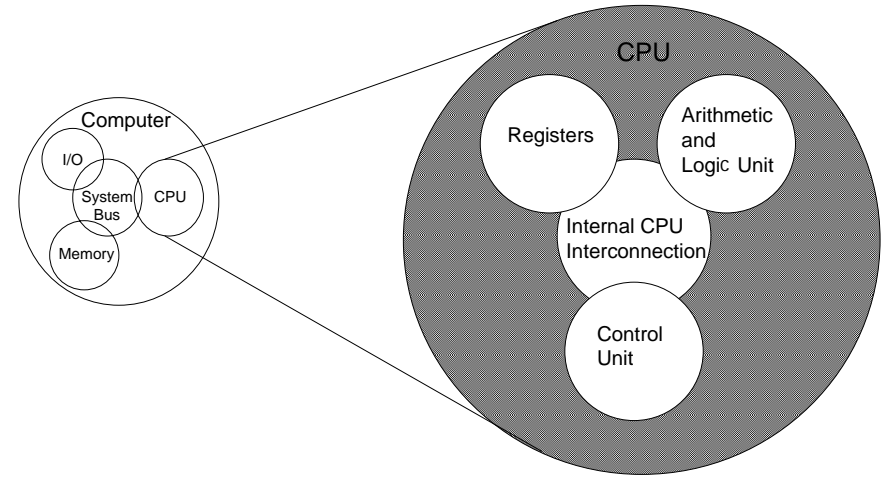 Computer
I/O
System
Bus
CPU
Memory
CPU
Registers
Arithmetic
and
Logic Unit
Internal CPU
Interconnection
Control
Unit